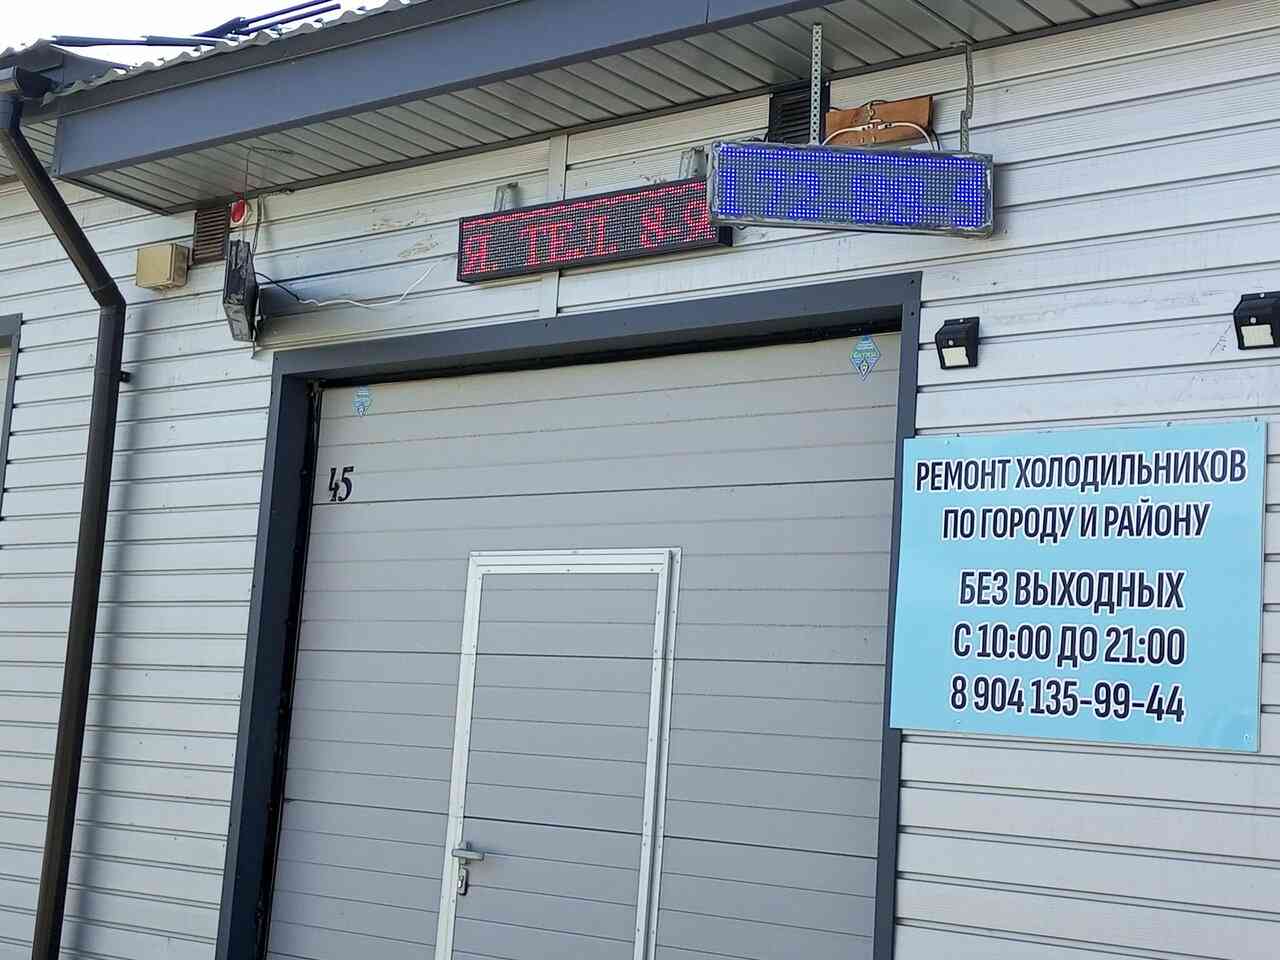 Я. ТЕЛ. 8-9
45
РЕМОНТ ХОЛОДИЛЬНИКОВ
ПО ГОРОДУ И РАЙОНУ
БЕЗ ВЫХОДНЫХ
С 10:00 ДО 21:00
8 904 135-99-44